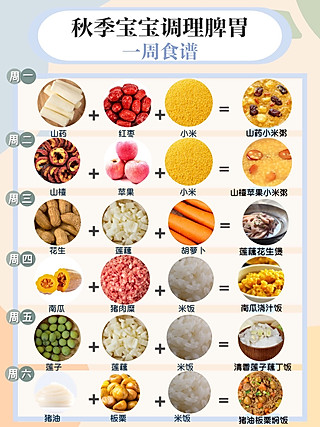 秋季宝宝调理脾胃
一周食谱
周一
山药 + 红枣 + 小米 = 山药小米粥
周二
山楂 + 苹果 + 小米 = 山楂苹果小米粥
周三
花生 + 莲藕 + 胡萝卜 = 莲藕花生煲
周四
南瓜 + 猪肉糜 + 米饭 = 南瓜浇汁饭
周五
莲子 + 莲藕 + 米饭 = 清香莲子藕丁饭
周六
猪油 + 板栗 + 米饭 = 猪油板栗焖饭